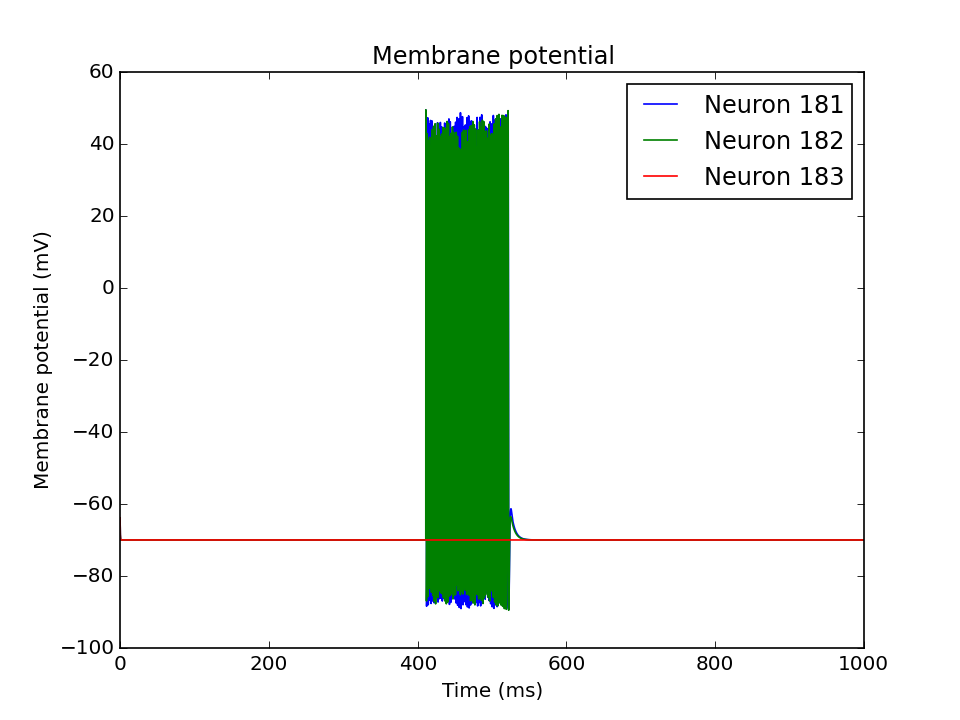 Membrane potential
60
40
20
0
−20
−40
−60
−80
−100
Membrane potential (mV)
Neuron 181
Neuron 182
Neuron 183
0 200 400 600 800 1000
Time (ms)